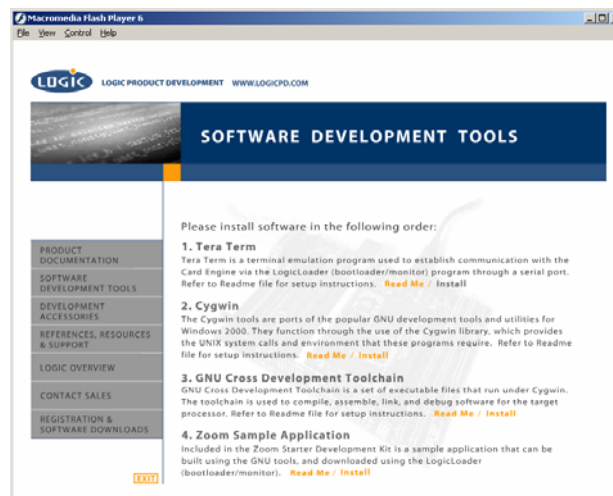 Macromedia Flash Player 6
File View Control Help
LOGIC LOGIC PRODUCT DEVELOPMENT WWW.LOGICPD.COM
SOFTWARE DEVELOPMENT TOOLS
PRODUCT
DOCUMENTATION
SOFTWARE
DEVELOPMENT TOOLS
DEVELOPMENT
ACCESSORIES
REFERENCES, RESOURCES
& SUPPORT
LOGIC OVERVIEW
CONTACT SALES
REGISTRATION &
SOFTWARE DOWNLOADS
EXIT
Please install software in the following order:
1. Tera Term
Tera Term is a terminal emulation program used to establish communication with the
Card Engine via the LogicLoader (bootloader/monitor) program through a serial port.
Refer to Readme file for setup instructions. Read Me / Install
2. Cygwin
The Cygwin tools are ports of the popular GNU development tools and utilities for
Windows 2000. They function through the use of the Cygwin library, which provides
the UNIX system calls and environment that these programs require. Refer to Readme
file for setup instructions. Read Me / Install
3. GNU Cross Development Toolchain
GNU Cross Development Toolchain is a set of executable files that run under Cygwin.
The toolchain is used to compile, assemble, link, and debug software for the target
processor. Refer to Readme file for setup instructions. Read Me / Install
4. Zoom Sample Application
Included in the Zoom Starter Development Kit is a sample application that can be
built using the GNU tools, and downloaded using the LogicLoader
(bootloader/monitor). Read Me / Install